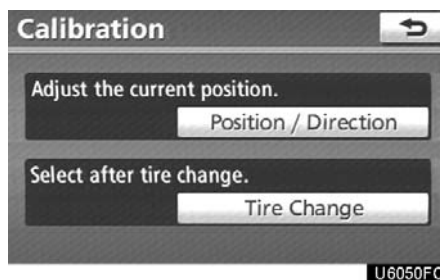 Calibration
Adjust the current position.
Position / Direction
Select after tire change.
Tire Change
U6050FC